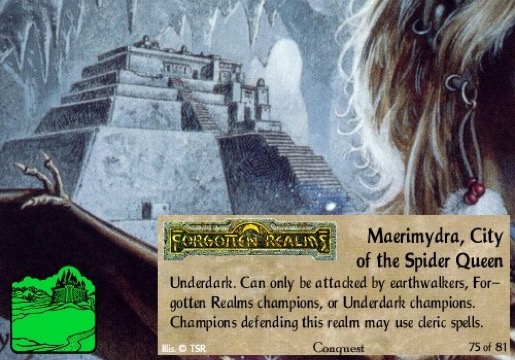 FORGOTTEN REALMS
Maerimydra, City
of the Spider Queen
Underdark. Can only be attacked by earthwalkers, For-
gotten Realms champions, or Underdark champions.
Champions defending this realm may use cleric spells.
Illis. © TSR
Conquest
75 of 81